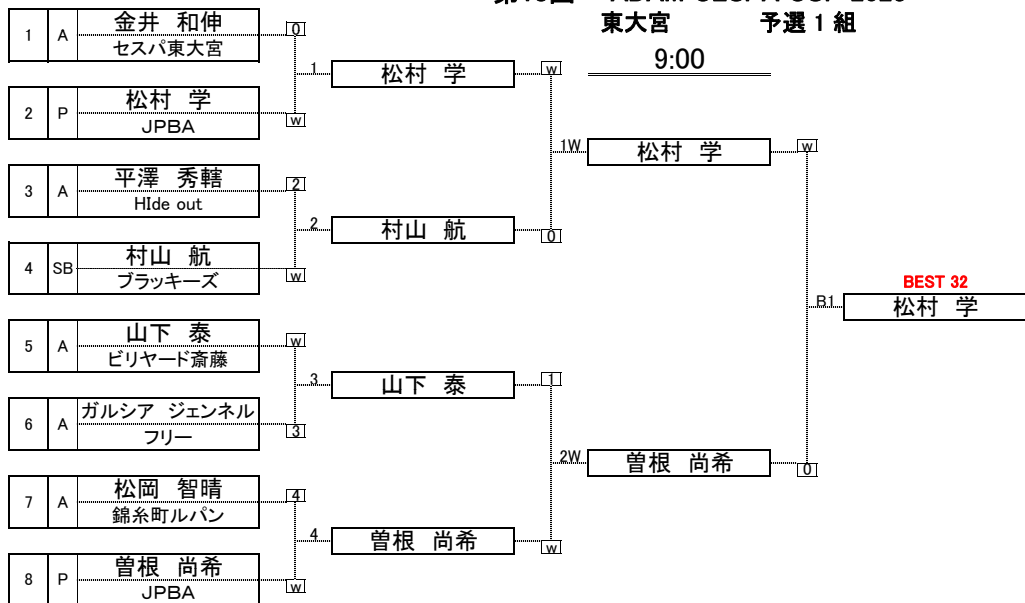 東大宮 予選１組
9:00
1 A 金井 和伸 0
セスパ東大宮
2 P 松村 学 W
JPBA
3 A 平澤 秀轄 2
HIde out
4 SB 村山 航 W
ブラッキーズ
5 A 山下 泰 W
ビリヤード斎藤
6 A ガルシア ジェンネル 3
フリー
7 A 松岡 智晴 4
錦糸町ルパン
8 P 曽根 尚希 W
JPBA
1 松村 学 W
2 村山 航 0
3 山下 泰 1
4 曽根 尚希 W
1W 松村 学 W
2W 曽根 尚希 0
BEST 32
B1 松村 学